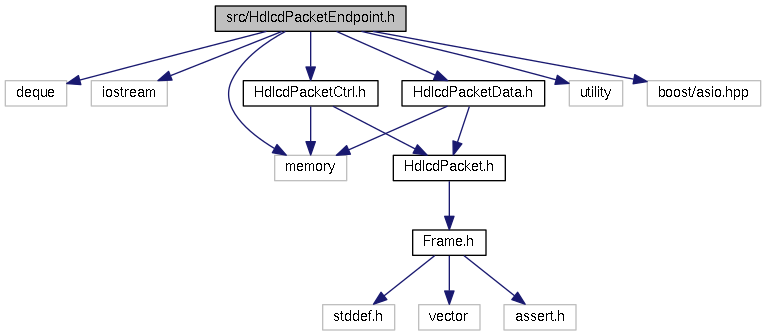 src/HdlcdPacketEndpoint.h
deque
iostream
HdlcdPacketCtrl.h
HdlcdPacketData.h
utility
boost/asio.hpp
memory
HdlcdPacket.h
Frame.h
stddef.h
vector
assert.h